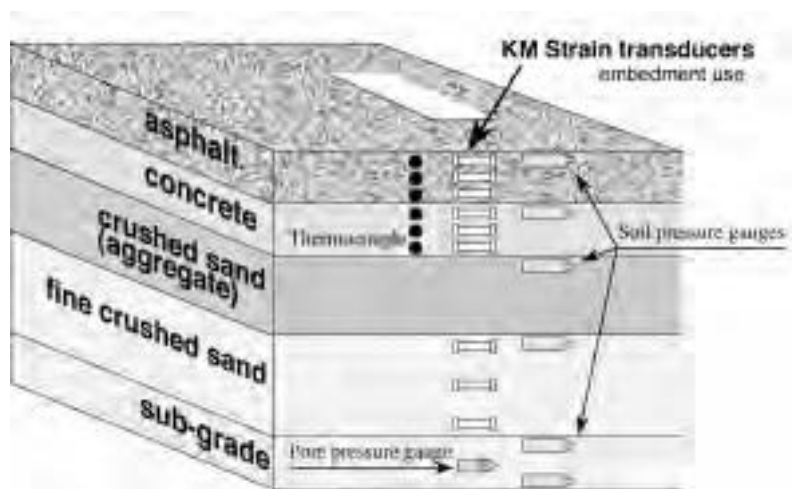 KM Strain transducers
embedment use
asphalt
concrete
crushed sand
(aggregate)
fine crushed sand
sub-grade
Thermocouple
Soil pressure gauges
Pore pressure gauge